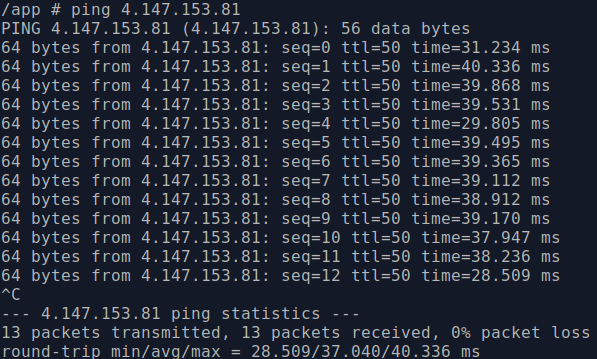 /app # ping 4.147.153.81
PING 4.147.153.81 (4.147.153.81): 56 data bytes
64 bytes from 4.147.153.81: seq=0 ttl=50 time=31.234 ms
64 bytes from 4.147.153.81: seq=1 ttl=50 time=40.336 ms
64 bytes from 4.147.153.81: seq=2 ttl=50 time=39.868 ms
64 bytes from 4.147.153.81: seq=3 ttl=50 time=39.531 ms
64 bytes from 4.147.153.81: seq=4 ttl=50 time=29.805 ms
64 bytes from 4.147.153.81: seq=5 ttl=50 time=39.495 ms
64 bytes from 4.147.153.81: seq=6 ttl=50 time=39.365 ms
64 bytes from 4.147.153.81: seq=7 ttl=50 time=39.112 ms
64 bytes from 4.147.153.81: seq=8 ttl=50 time=38.912 ms
64 bytes from 4.147.153.81: seq=9 ttl=50 time=39.170 ms
64 bytes from 4.147.153.81: seq=10 ttl=50 time=37.947 ms
64 bytes from 4.147.153.81: seq=11 ttl=50 time=38.236 ms
64 bytes from 4.147.153.81: seq=12 ttl=50 time=28.509 ms
^C
--- 4.147.153.81 ping statistics ---
13 packets transmitted, 13 packets received, 0% packet loss
round-trip min/avg/max = 28.509/37.040/40.336 ms